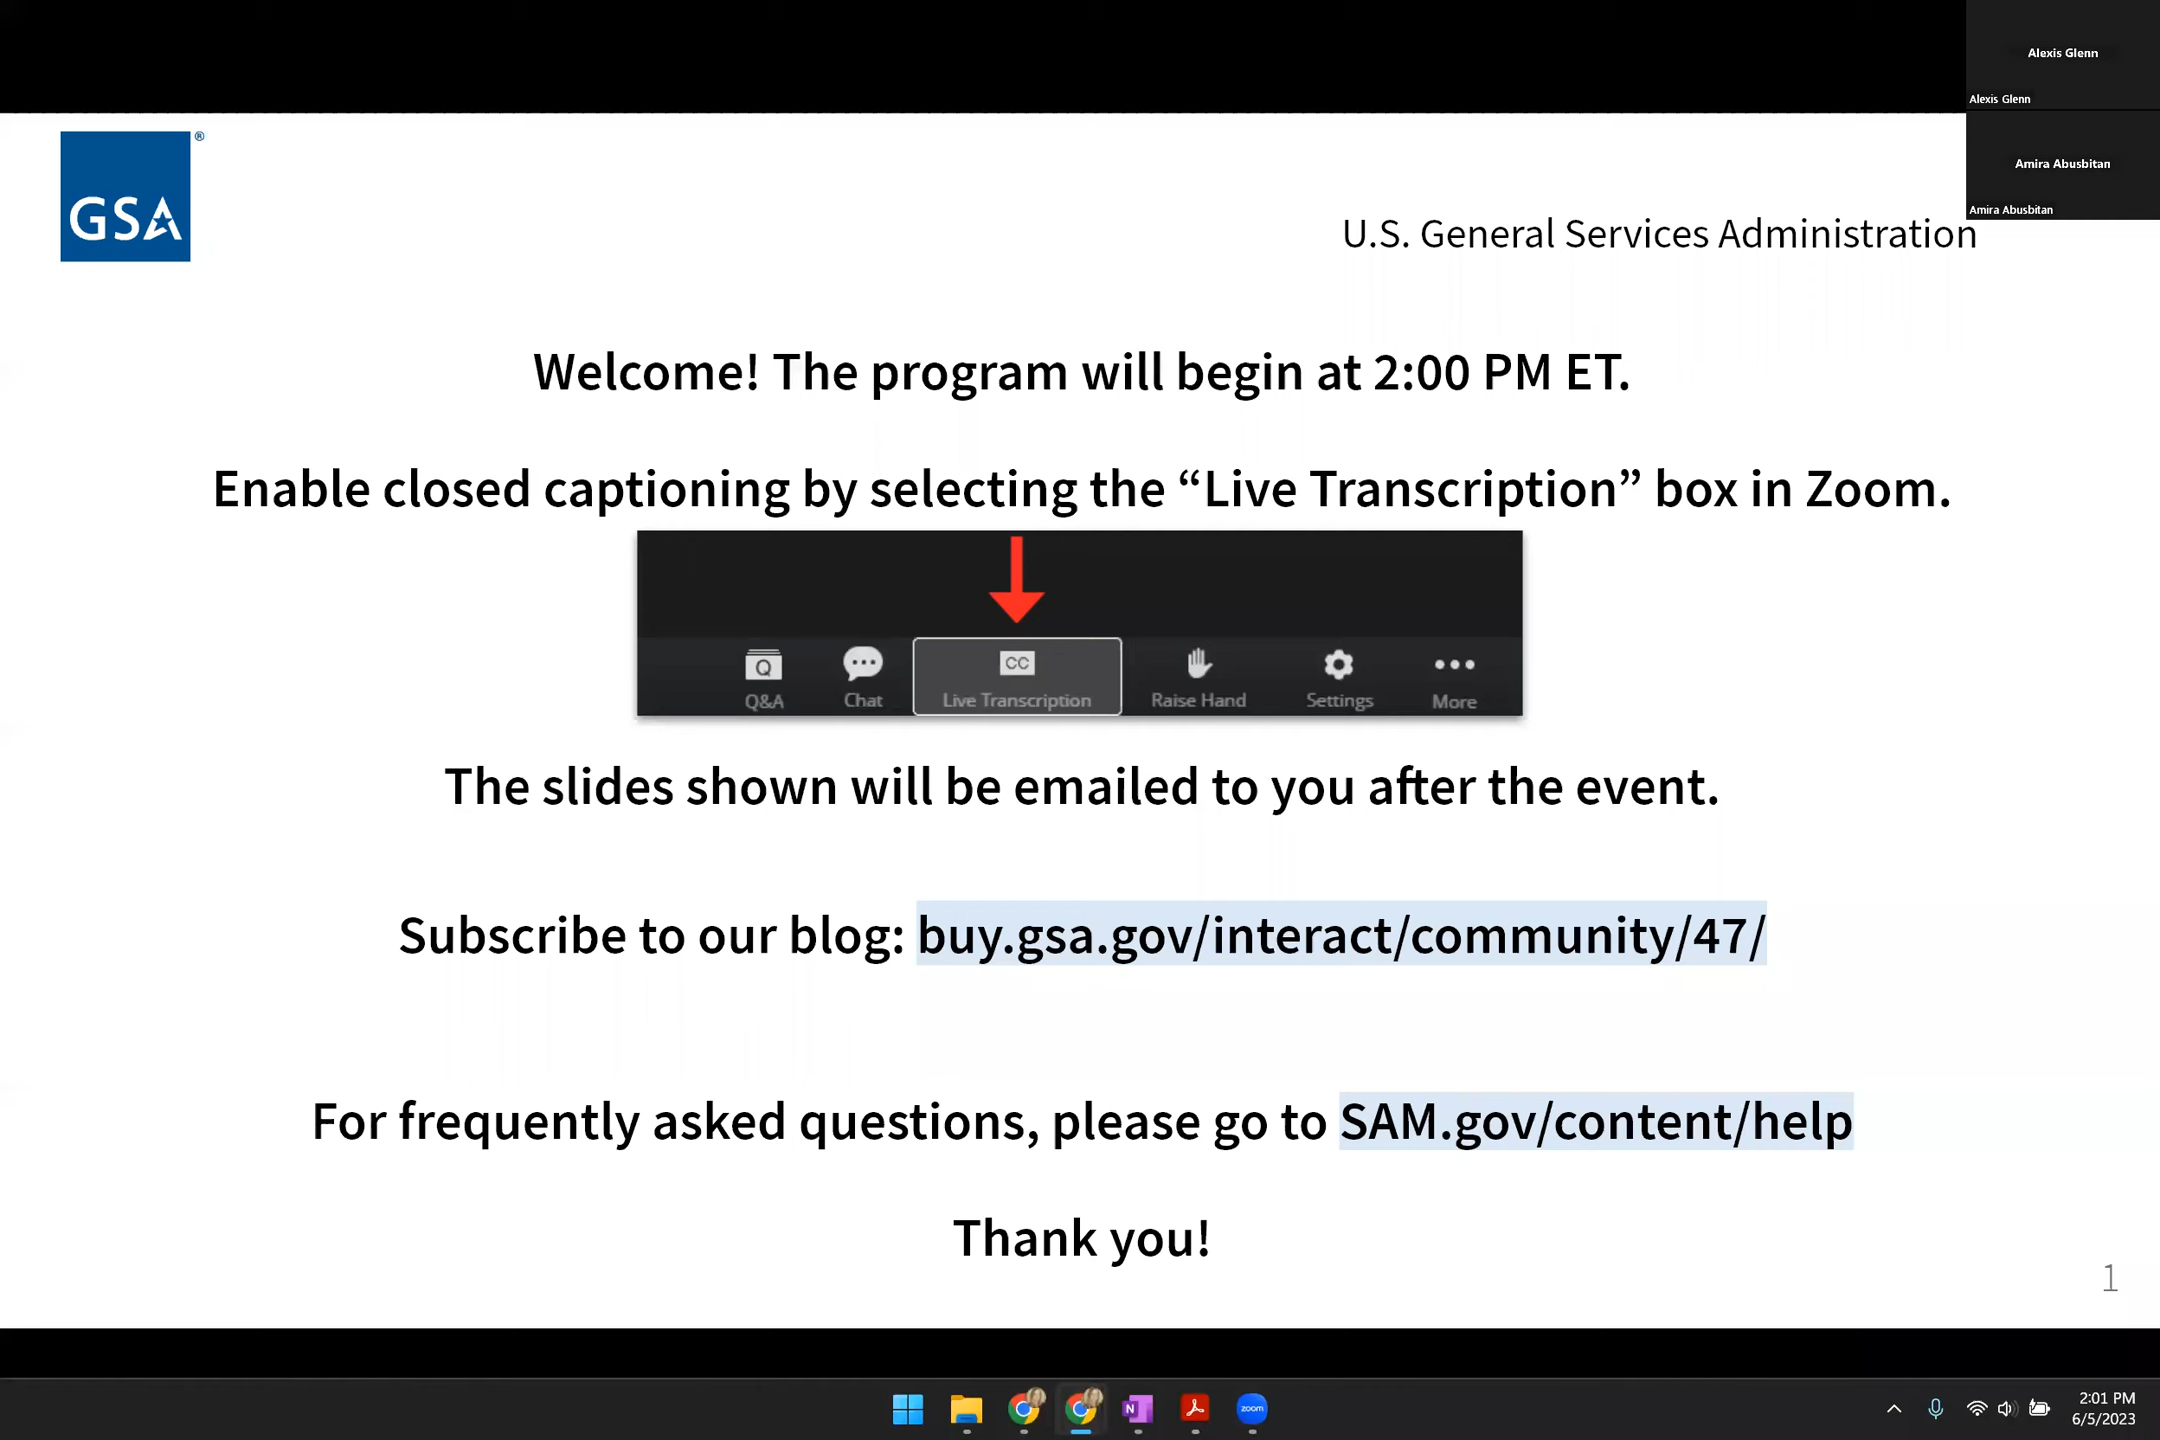 Alexis Glenn
Alexis Glenn
Amira Abusbitan
Amira Abusbitan
GSA®
U.S. General Services Administration
Welcome! The program will begin at 2:00 PM ET.
Enable closed captioning by selecting the “Live Transcription” box in Zoom.
Q
CC
Q&A
Chat
Live Transcription
Raise Hand
Settings
More
The slides shown will be emailed to you after the event.
Subscribe to our blog: buy.gsa.gov/interact/community/47/
For frequently asked questions, please go to SAM.gov/content/help
Thank you!
1
N
zoom
2:01 PM
6/5/2023